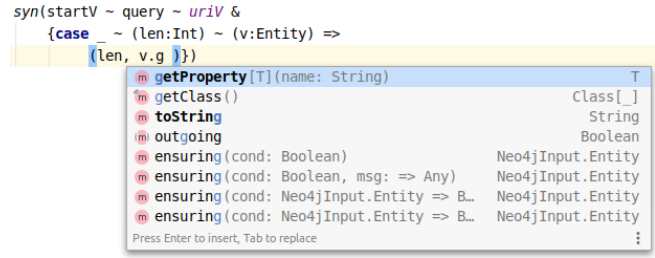 syn(startV ~ query ~ uriV &
{case _ ~ (len:Int) ~ (v:Entity) =>
(len, v.g )})
m getProperty[T](name: String) T
m getClass() Class[_]
m toString String
m outgoing Boolean
m ensuring(cond: Boolean) Neo4jInput.Entity
m ensuring(cond: Boolean, msg: => Any) Neo4jInput.Entity
m ensuring(cond: Neo4jInput.Entity => B… Neo4jInput.Entity
m ensuring(cond: Neo4jInput.Entity => B… Neo4jInput.Entity
Press Enter to insert, Tab to replace